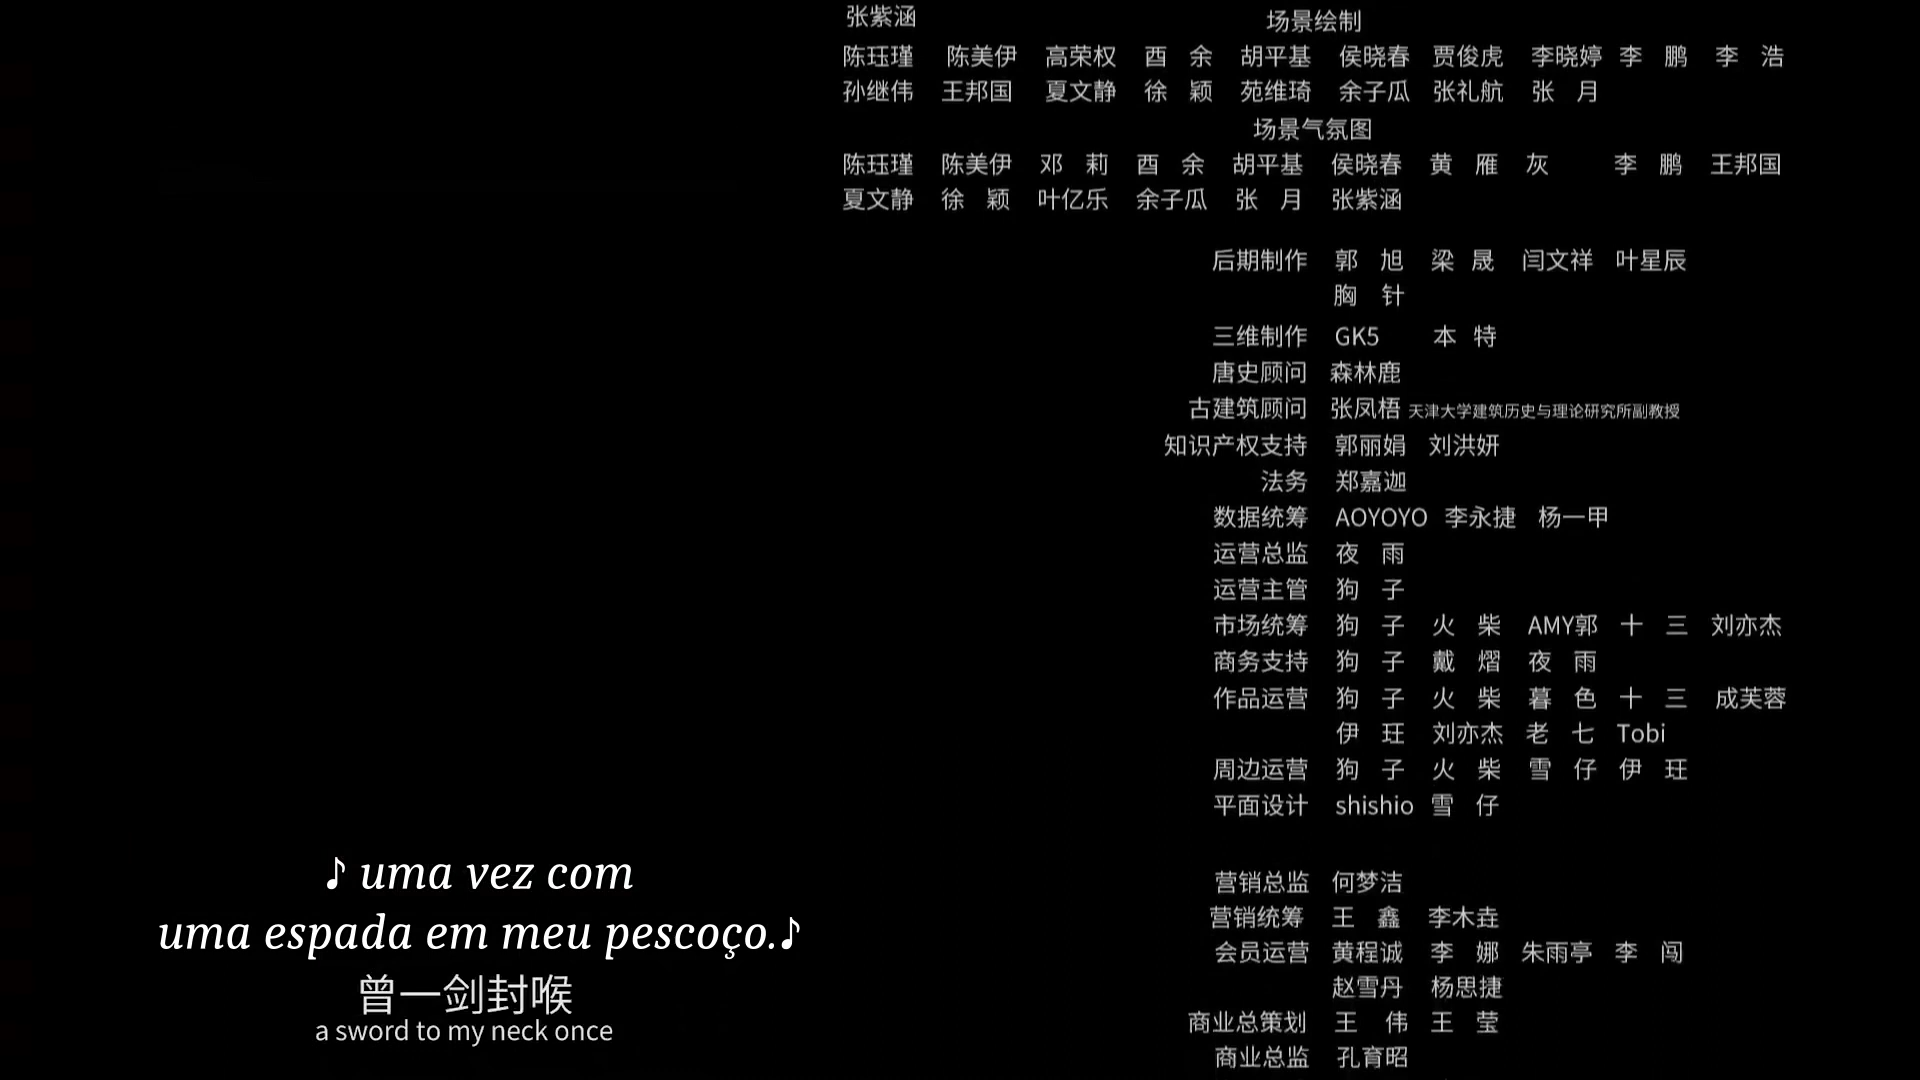 张紫涵
场景绘制
陈珏瑾 陈美伊 高荣权 酉 余 胡平基 侯晓春 贾俊虎 李晓婷 李 鹏 李 浩
孙继伟 王邦国 夏文静 徐 颖 苑维琦 余子瓜 张礼航 张 月
场景气氛图
陈珏瑾 陈美伊 邓 莉 酉 余 胡平基 侯晓春 黄 雁 灰 李 鹏 王邦国
夏文静 徐 颖 叶亿乐 余子瓜 张 月 张紫涵
后期制作 郭 旭 梁 晟 闫文祥 叶星辰
胸 针
三维制作 GK5 本 特
唐史顾问 森林鹿
古建筑顾问 张凤梧 天津大学建筑历史与理论研究所副教授
知识产权支持 郭丽娟 刘洪妍
法务 郑嘉迦
数据统筹 AOYOYO 李永捷 杨一甲
运营总监 夜 雨
运营主管 狗 子
市场统筹 狗 子 火 柴 AMY郭 十 三 刘亦杰
商务支持 狗 子 戴 熠 夜 雨
作品运营 狗 子 火 柴 暮 色 十 三 成芙蓉
伊 玨 刘亦杰 老 七 Tobi
周边运营 狗 子 火 柴 雪 仔 伊 玨
平面设计 shishio 雪 仔
营销总监 何梦洁
营销统筹 王 鑫 李木垚
会员运营 黄程诚 李 娜 朱雨亭 李 闯
赵雪丹 杨思捷
商业总策划 王 伟 王 莹
商业总监 孔育昭
♪ uma vez com
uma espada em meu pescoço.♪
曾一剑封喉
a sword to my neck once